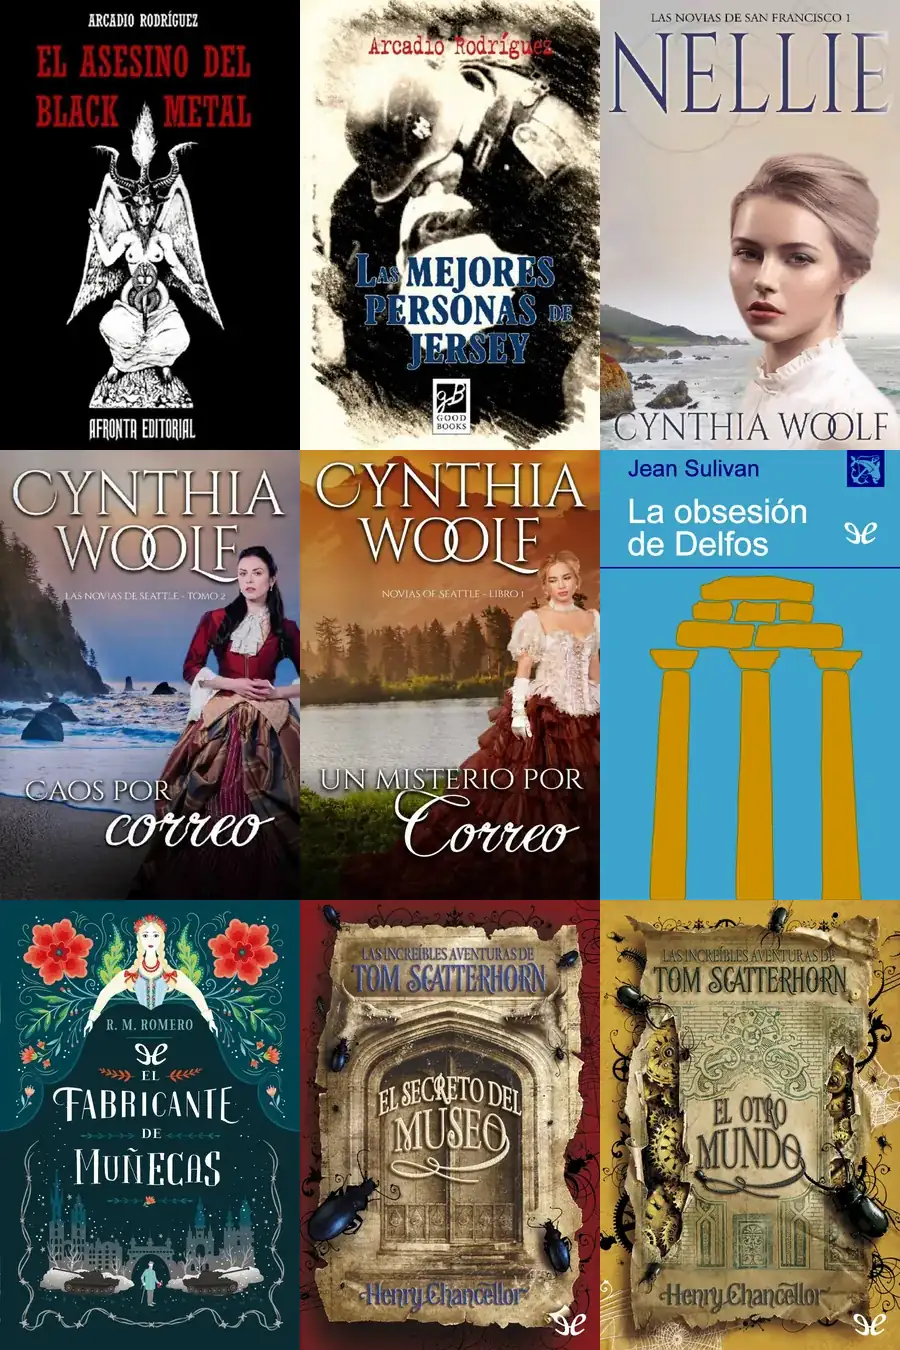 ARCADIO RODRÍGUEZ
EL ASESINO DEL
BLACK METAL
AFRONTA EDITORIAL
Arcadio Rodríguez
LAS MEJORES
PERSONAS DE
JERSEY
GB
GOOD
BOOKS
LAS NOVIAS DE SAN FRANCISCO 1
NELLIE
CYNTHIA WOOLF
CYNTHIA
WOOLF
LAS NOVIAS DE SEATTLE - TOMO 2
CAOS POR
correo
CYNTHIA
WOOLF
NOVIAS OF SEATTLE - LIBRO 1
UN MISTERIO POR
Correo
Jean Sulivan
La obsesión
de Delfos
R. M. ROMERO
EL
FABRICANTE
DE
MUÑECAS
LAS INCREÍBLES AVENTURAS DE
TOM SCATTERHORN
EL SECRETO DEL
MUSEO
Henry Chancellor
LAS INCREÍBLES AVENTURAS DE
TOM SCATTERHORN
EL OTRO
MUNDO
Henry Chancellor